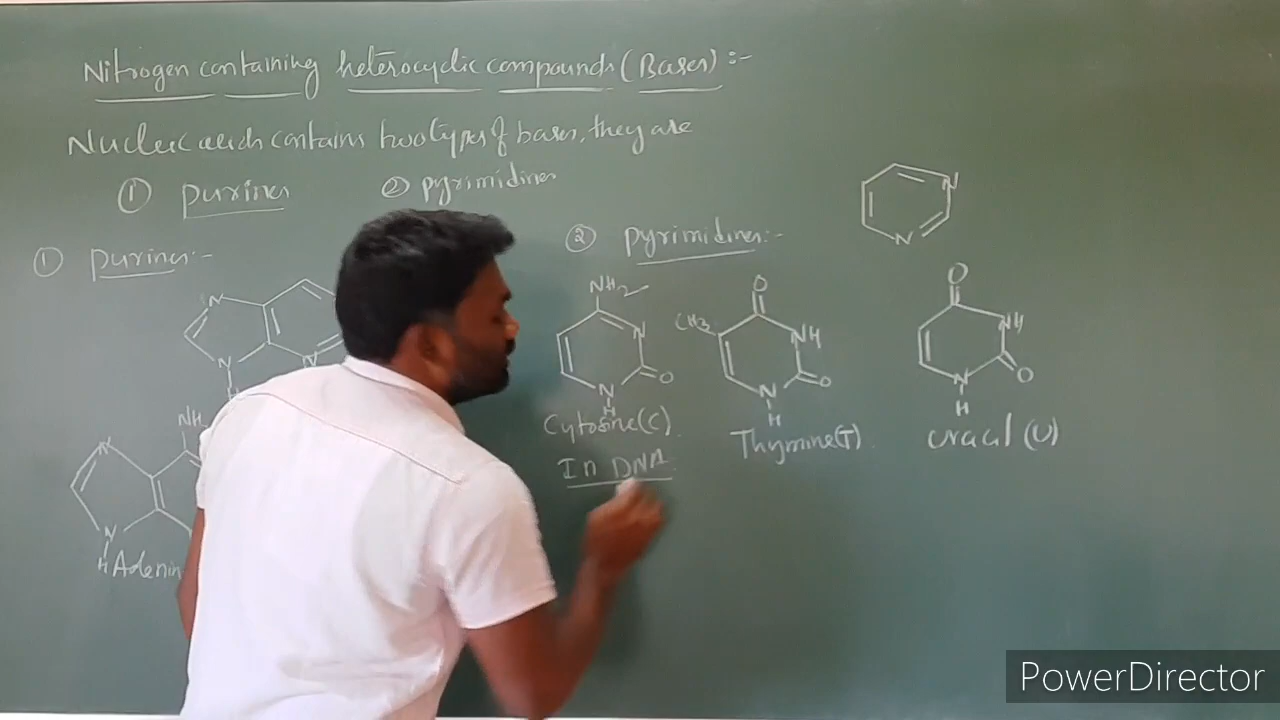 Nitrogen containing heterocyclic compounds (Bases) :-
Nucleic acids contains two types of bases, they are
① purines ② pyrimidines
① purines:-
② pyrimidines:-
N
N
N
N
H
N
NH
N
N
H
Adenin
NH2
N
O
N
H
Cytosine(C).
In DNA.
O
CH3
NH
O
N
H
Thymine(T).
O
NH
O
N
H
uracil (U)
PowerDirector